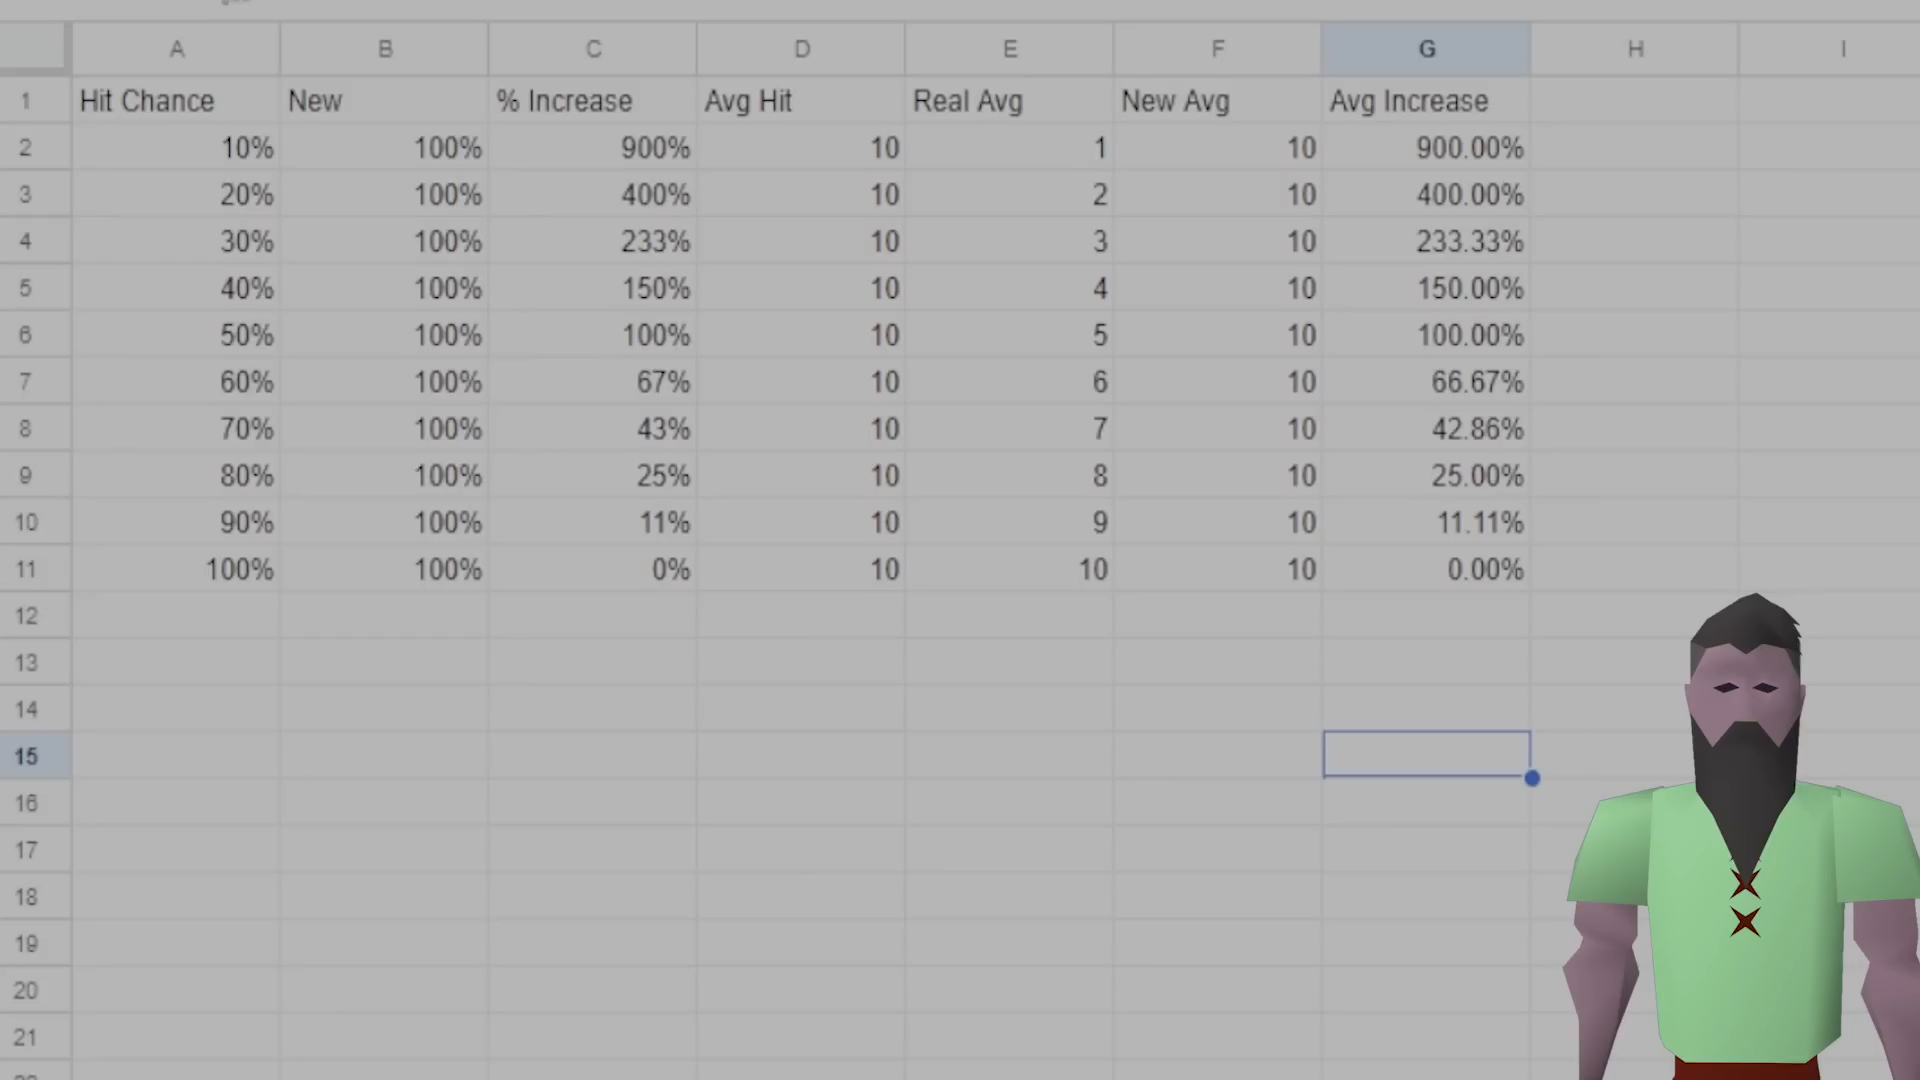 A B C D E F G H I
1 Hit Chance New % Increase Avg Hit Real Avg New Avg Avg Increase
2 10% 100% 900% 10 1 10 900.00%
3 20% 100% 400% 10 2 10 400.00%
4 30% 100% 233% 10 3 10 233.33%
5 40% 100% 150% 10 4 10 150.00%
6 50% 100% 100% 10 5 10 100.00%
7 60% 100% 67% 10 6 10 66.67%
8 70% 100% 43% 10 7 10 42.86%
9 80% 100% 25% 10 8 10 25.00%
10 90% 100% 11% 10 9 10 11.11%
11 100% 100% 0% 10 10 10 0.00%
12
13
14
15
16
17
18
19
20
21